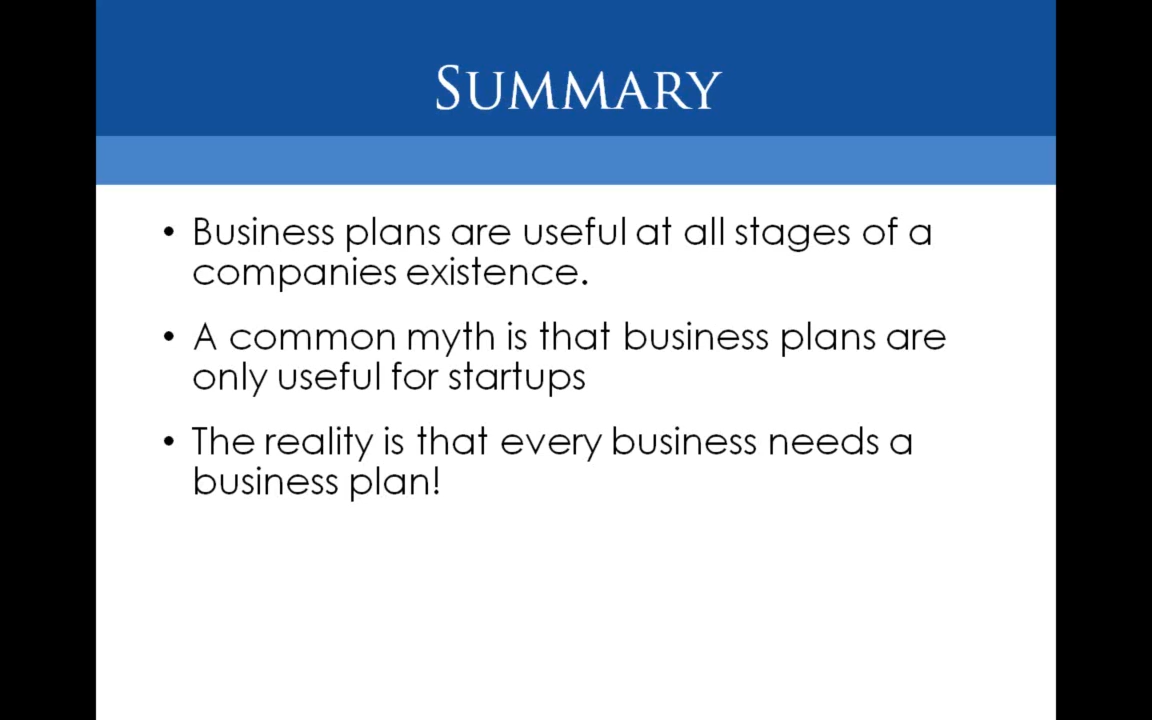 SUMMARY
• Business plans are useful at all stages of a
companies existence.
• A common myth is that business plans are
only useful for startups
• The reality is that every business needs a
business plan!